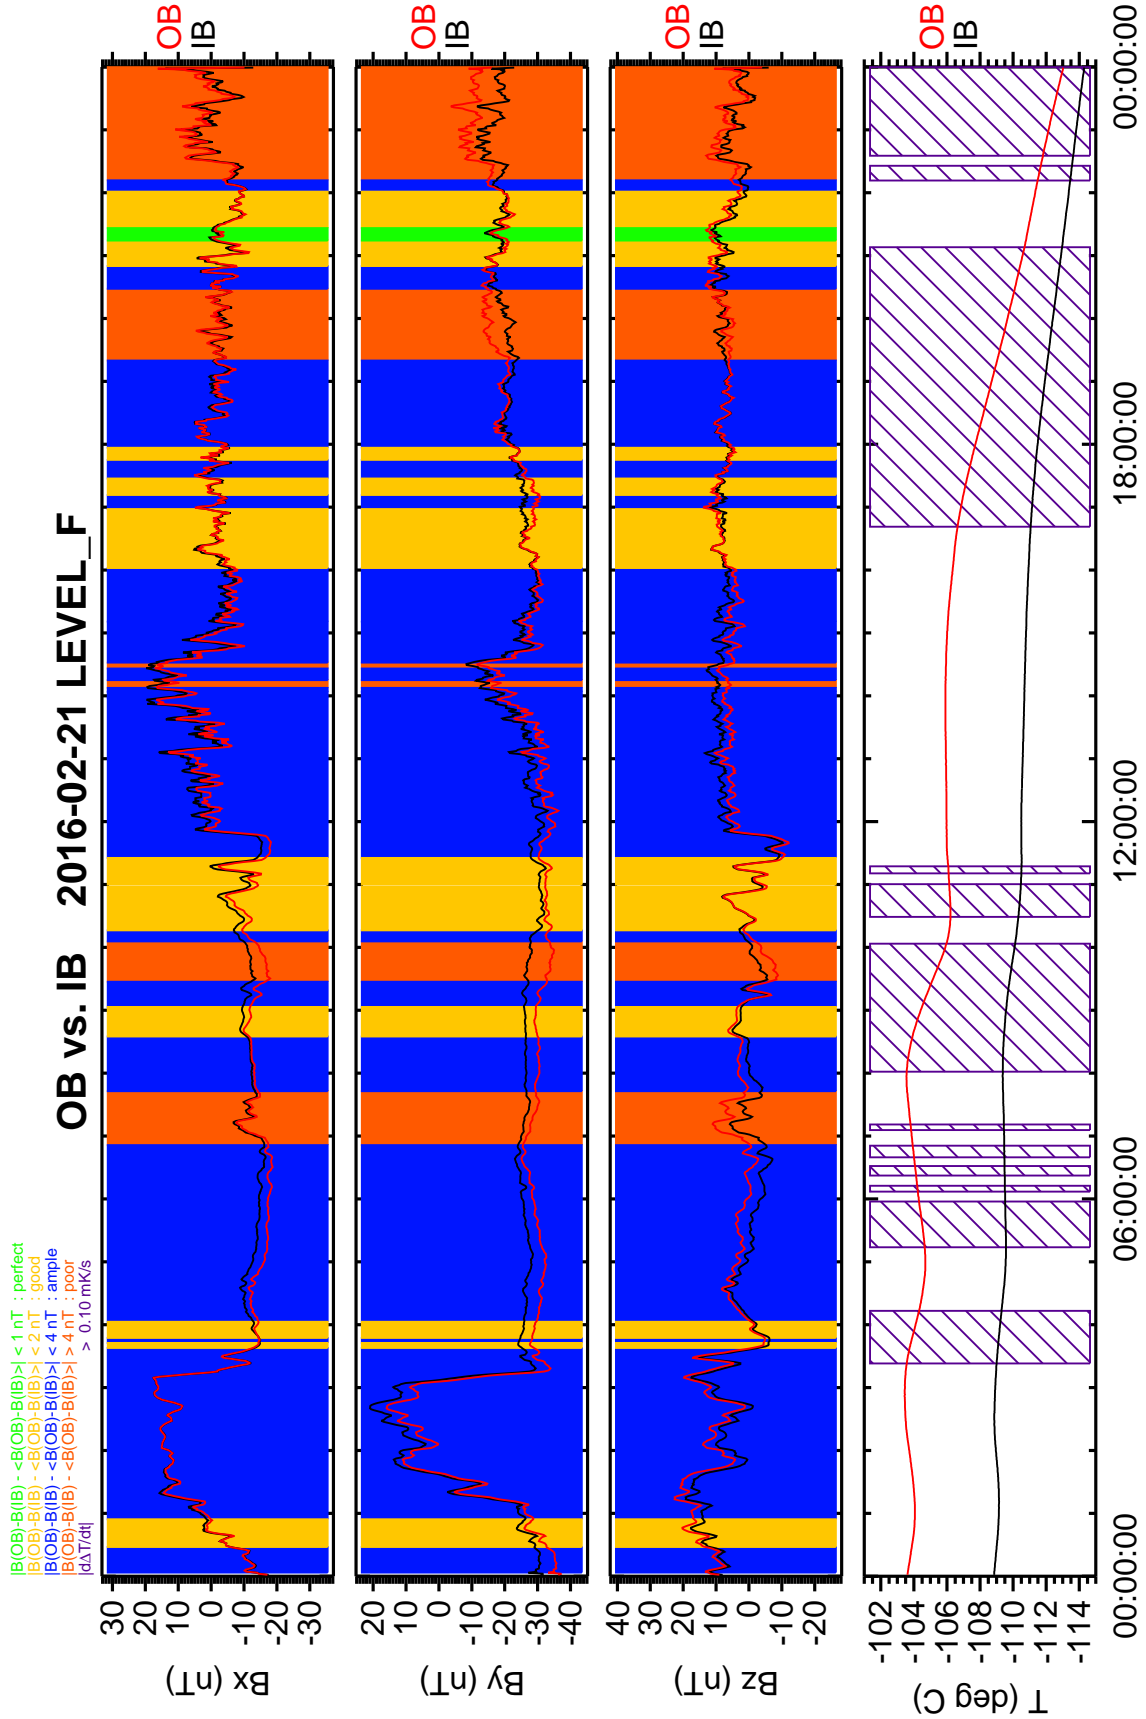 |B(OB)-B(IB) - <B(OB)-B(IB)>| < 1 nT : perfect
|B(OB)-B(IB) - <B(OB)-B(IB)>| < 2 nT : good
|B(OB)-B(IB) - <B(OB)-B(IB)>| < 4 nT : ample
|B(OB)-B(IB) - <B(OB)-B(IB)>| > 4 nT : poor
|dΔT/dt| > 0.10 mK/s
OB vs. IB 2016-02-21 LEVEL_F
Bx (nT)
30
20
10
0
-10
-20
-30
OB
IB
By (nT)
20
10
0
-10
-20
-30
-40
OB
IB
Bz (nT)
40
30
20
10
0
-10
-20
OB
IB
T (deg C)
-102
-104
-106
-108
-110
-112
-114
OB
IB
00:00:00
06:00:00
12:00:00
18:00:00
00:00:00